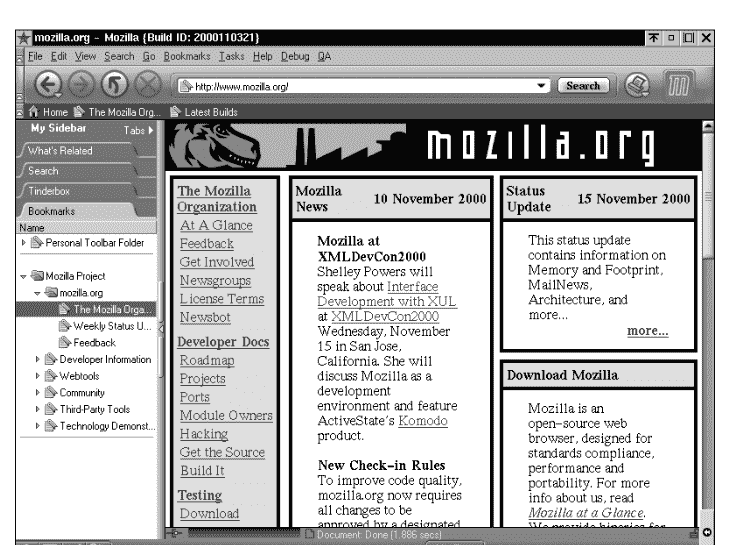 mozilla.org - Mozilla {Build ID: 2000110321}
File Edit View Search Go Bookmarks Tasks Help Debug QA
http://www.mozilla.org/
Search
Home The Mozilla Org... Latest Builds
My Sidebar Tabs
What's Related
Search
Tinderbox
Bookmarks
Name
Personal Toolbar Folder
Mozilla Project
mozilla.org
The Mozilla Orga...
Weekly Status U...
Feedback
Developer Information
Webtools
Community
Third-Party Tools
Technology Demonst...
mozilla.org
The Mozilla
Organization
At A Glance
Feedback
Get Involved
Newsgroups
License Terms
Newsbot
Developer Docs
Roadmap
Projects
Ports
Module Owners
Hacking
Get the Source
Build It
Testing
Download
Mozilla
News
10 November 2000
Mozilla at
XMLDevCon2000
Shelley Powers will
speak about Interface
Development with XUL
at XMLDevCon2000
Wednesday, November
15 in San Jose,
California. She will
discuss Mozilla as a
development
environment and feature
ActiveState's Komodo
product.
New Check-in Rules
To improve code quality,
mozilla.org now requires
all changes to be
approved by a designated
Status
Update
15 November 2000
This status update
contains information on
Memory and Footprint,
MailNews,
Architecture, and
more...
more...
Download Mozilla
Mozilla is an
open-source web
browser, designed for
standards compliance,
performance and
portability. For more
info about us, read
Mozilla at a Glance.
We provide binaries for
Document: Done (1.886 secs)